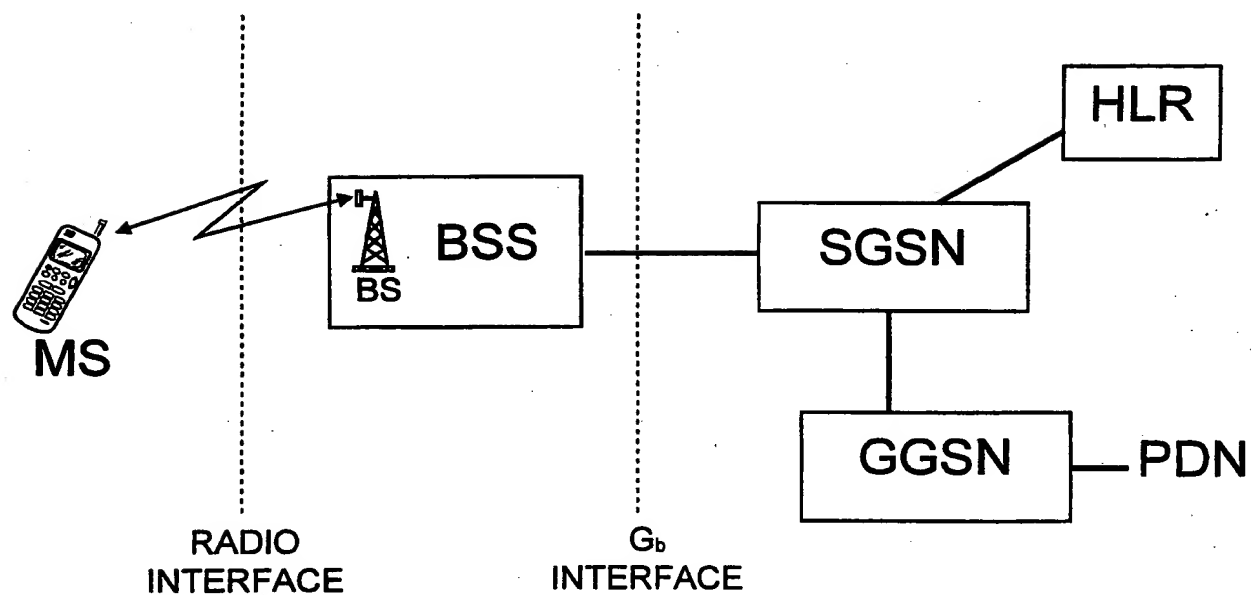 HLR
BSS
BS
SGSN
MS
GGSN
PDN
RADIO
INTERFACE
Gb
INTERFACE